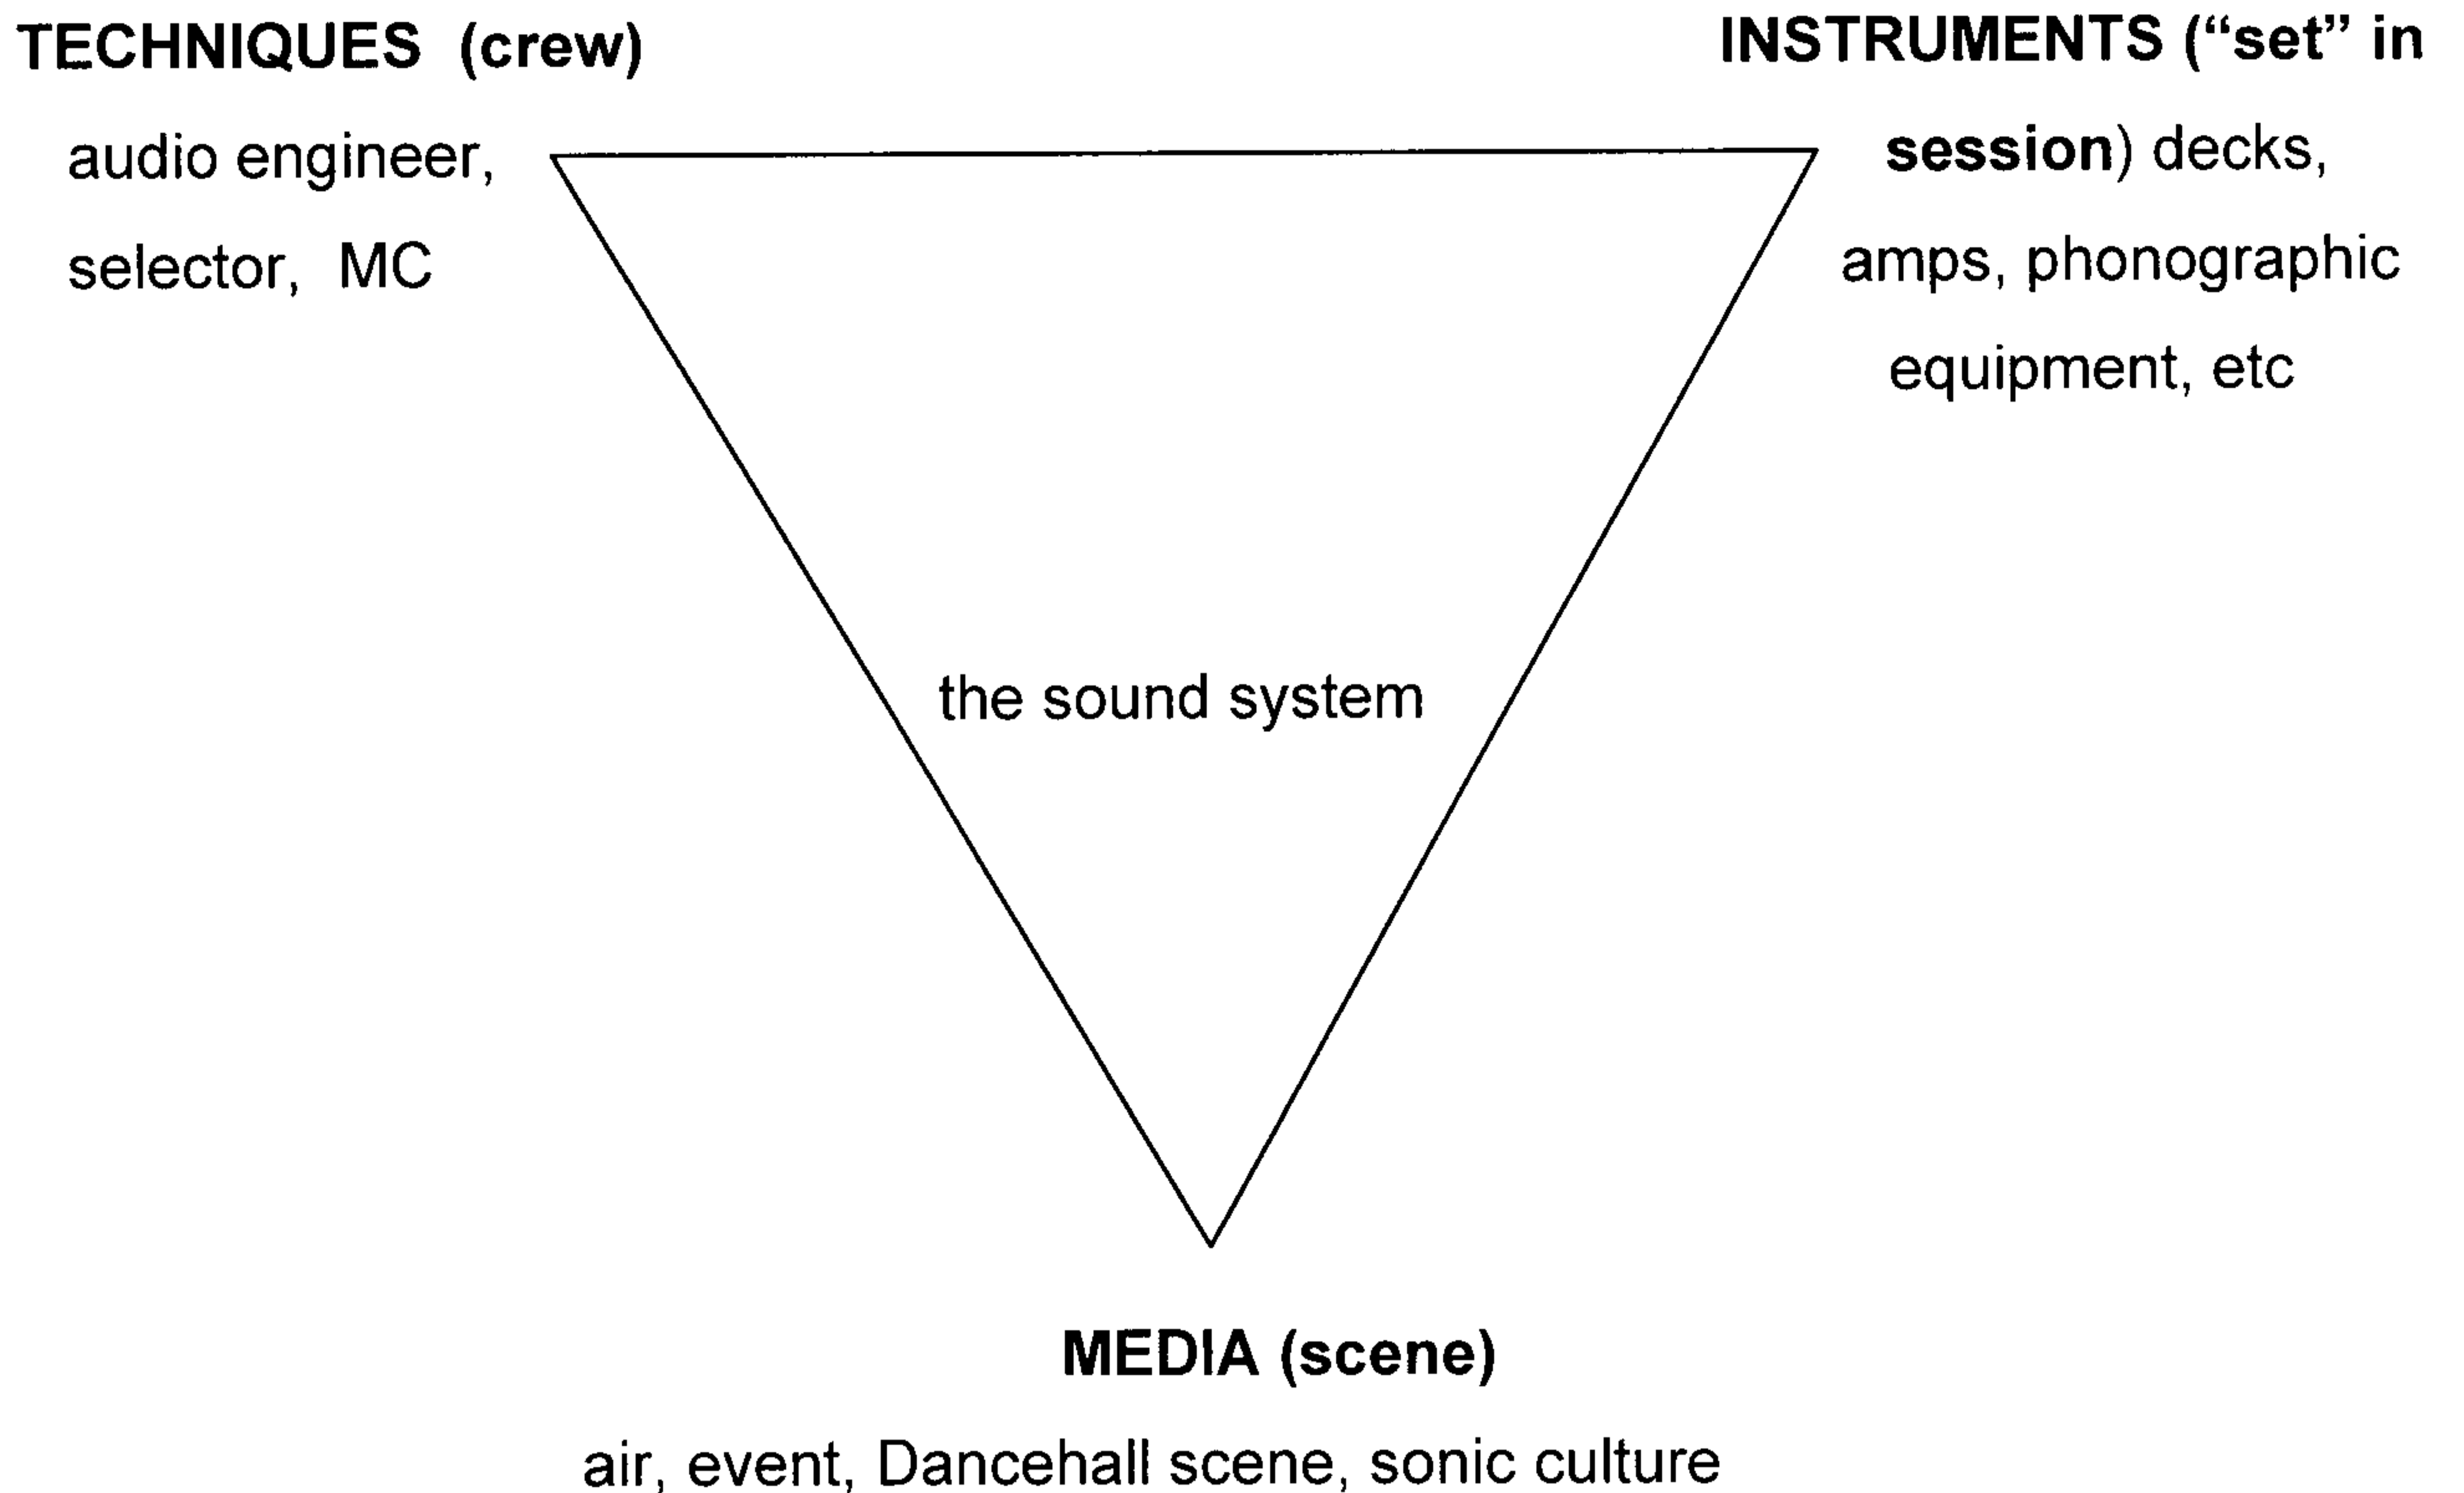 TECHNIQUES (crew)
audio engineer,
selector, MC
INSTRUMENTS (“set” in
session) decks,
amps, phonographic
equipment, etc
the sound system
MEDIA (scene)
air, event, Dancehall scene, sonic culture